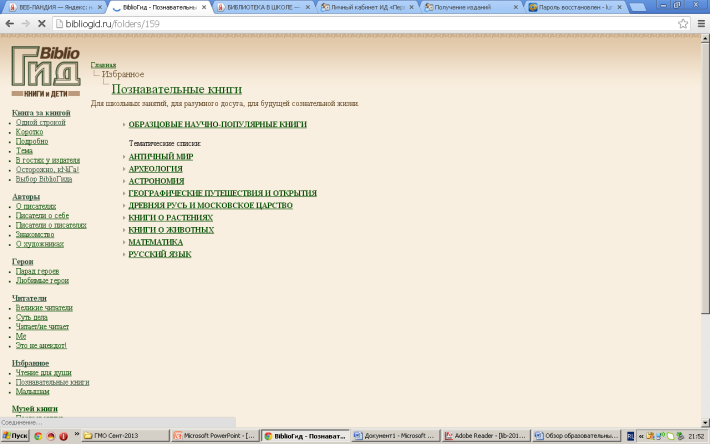 ВЕБ-ЛАНДИЯ — Яндекс: н
BiblioГид - Познавательны
БИБЛИОТЕКА В ШКОЛЕ —
Личный кабинет ИД «Пер
Получение изданий
Пароль восстановлен -
bibliogid.ru/folders/159
Biblio
Гид
КНИГИ и ДЕТИ
Главная
Избранное
Познавательные книги
Для школьных занятий, для разумного досуга, для будущей сознательной жизни.
ОБРАЗЦОВЫЕ НАУЧНО-ПОПУЛЯРНЫЕ КНИГИ
Тематические списки:
АНТИЧНЫЙ МИР
АРХЕОЛОГИЯ
АСТРОНОМИЯ
ГЕОГРАФИЧЕСКИЕ ПУТЕШЕСТВИЯ И ОТКРЫТИЯ
ДРЕВНЯЯ РУСЬ И МОСКОВСКОЕ ЦАРСТВО
КНИГИ О РАСТЕНИЯХ
КНИГИ О ЖИВОТНЫХ
МАТЕМАТИКА
РУССКИЙ ЯЗЫК
Книга за книгой
Одной строкой
Коротко
Подробно
Тема
В гостях у издателя
Осторожно,
Выбор BiblioГида
Авторы
О писателях
Писатели о себе
Писатели о писателях
Знакомство
О художниках
Герои
Парад героев
Любимые герои
Читатели
Великие читатели
Суть дела
Читает/не читает
Ме
Это не анекдот!
Избранное
Чтение для души
Познавательные книги
Малышам
Музей книги
Соединение...
Пуск
ГМО Сент-2013
Microsoft PowerPoint - [...
BiblioГид - Познават...
Документ1 - Microsoft ...
Adobe Reader - [lib-201...
Обзор образовательны...
21:52